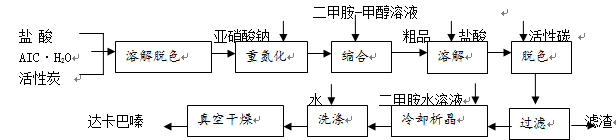 二甲胺-甲醇溶液
盐 酸 亚硝酸钠 粗品 盐酸 活性碳
AIC·H₂O 溶解脱色 重氮化 缩合 溶解 脱色
活性炭
水 二甲胺水溶液
达卡巴嗪 真空干燥 洗涤 冷却析晶 过滤 滤渣